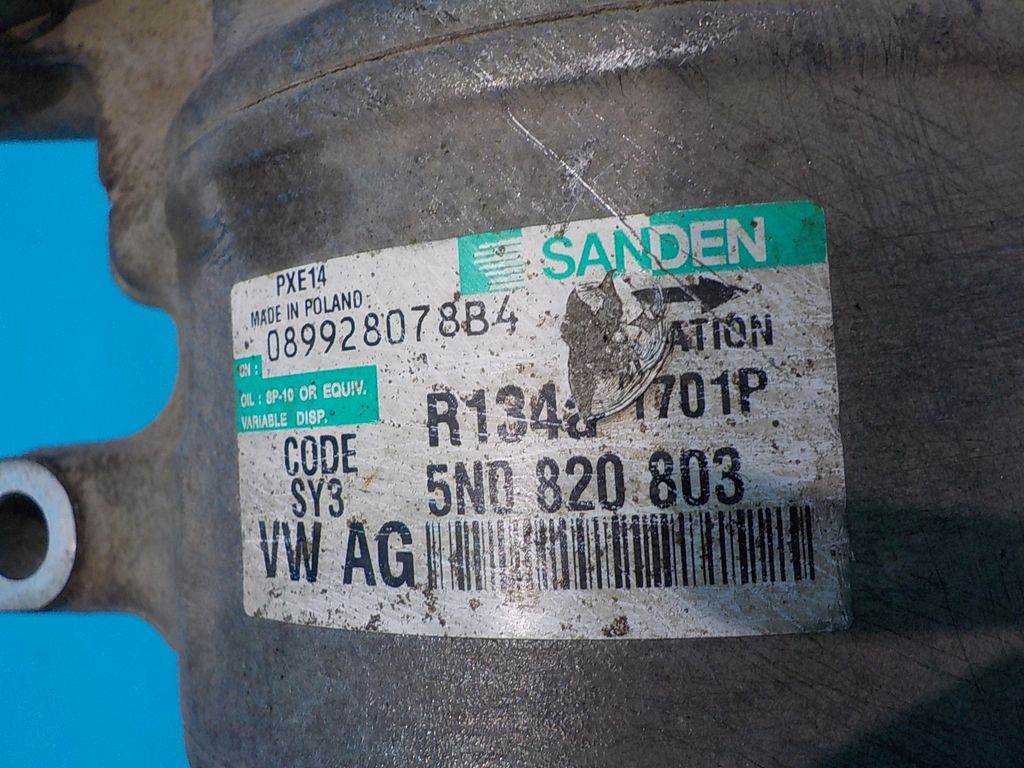 SANDEN
PXE14
MADE IN POLAND
089928078B4
ATION
CN :
OIL : SP-10 OR EQUIV.
VARIABLE DISP.
R134a 1701P
CODE
SY3
5N0 820 803
VW AG